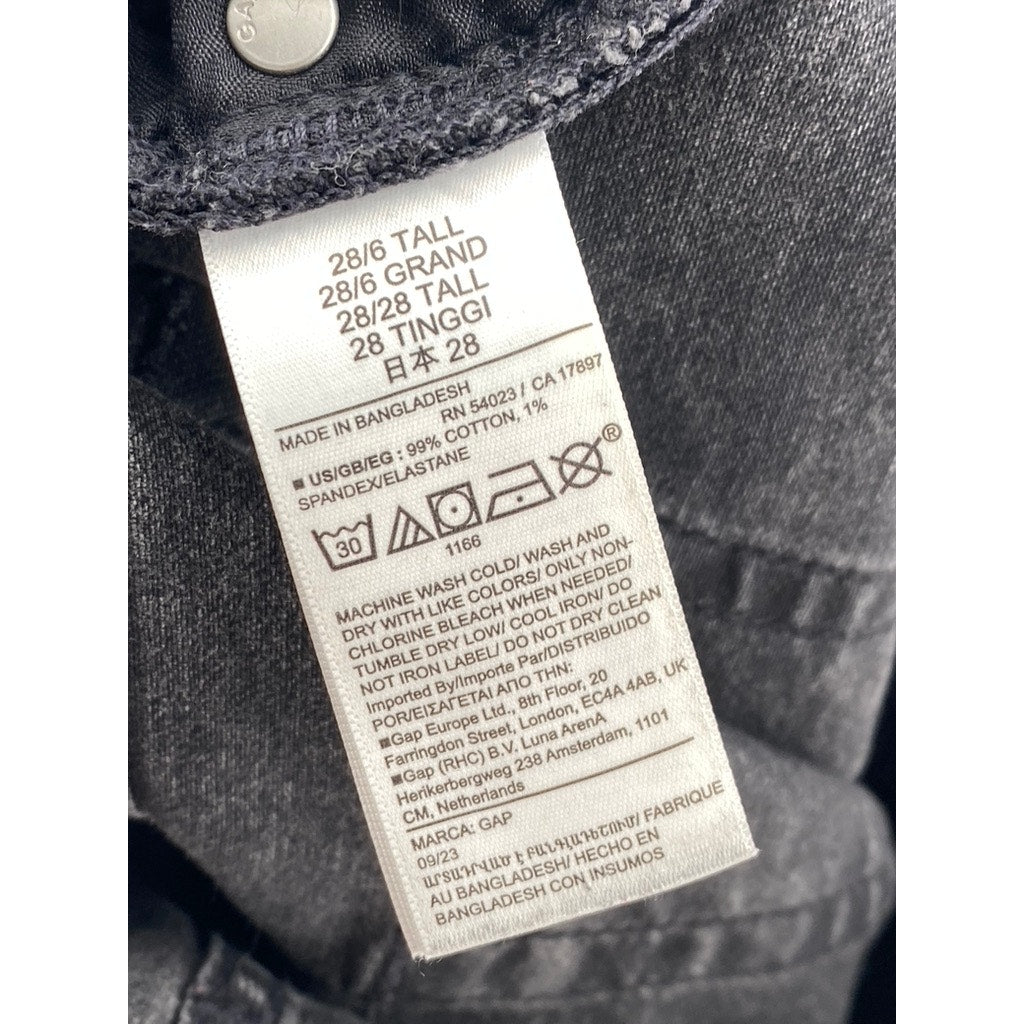 GA
28/6 TALL
28/6 GRAND
28/28 TALL
28 TINGGI
日本 28
MADE IN BANGLADESH
RN 54023 / CA 17897
■ US/GB/EG : 99% COTTON, 1%
SPANDEX/ELASTANE
30
1166
®
MACHINE WASH COLD/ WASH AND
DRY WITH LIKE COLORS/ ONLY NON-
CHLORINE BLEACH WHEN NEEDED/
TUMBLE DRY LOW/ COOL IRON/ DO
NOT IRON LABEL/ DO NOT DRY CLEAN
Imported By/Importe Par/DISTRIBUIDO
POR/ΕΙΣΑΓΕΤΑΙ ΑΠΟ ΤΗΝ:
■Gap Europe Ltd., 8th Floor, 20
Farringdon Street, London, EC4A 4AB, UK
■Gap (RHC) B.V. Luna ArenA
Herikerbergweg 238 Amsterdam, 1101
CM, Netherlands
MARCA: GAP
09/23
ԱՐՏԱԴՐՎԱԾ Է ԲԱՆԳԼԱԴԵՇՈՒՄ/ FABRIQUE
AU BANGLADESH/ HECHO EN
BANGLADESH CON INSUMOS